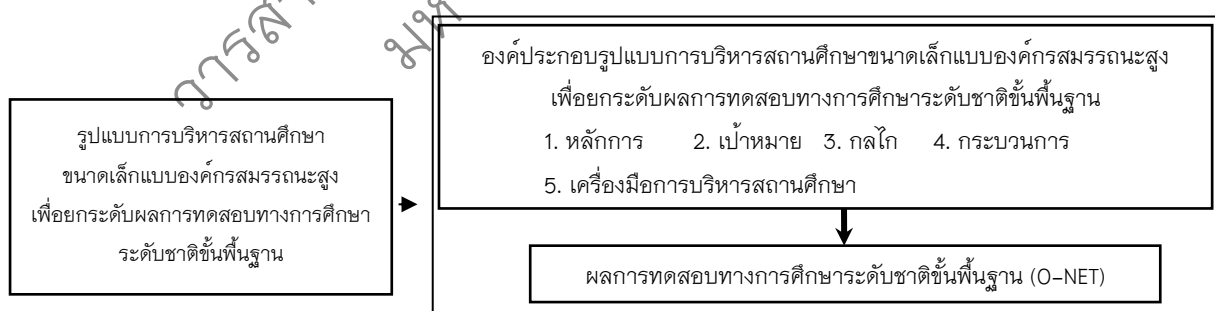 รูปแบบการบริหารสถานศึกษา
ขนาดเล็กแบบองค์กรสมรรถนะสูง
เพื่อยกระดับผลการทดสอบทางการศึกษา
ระดับชาติขั้นพื้นฐาน
องค์ประกอบรูปแบบการบริหารสถานศึกษาขนาดเล็กแบบองค์กรสมรรถนะสูง
เพื่อยกระดับผลการทดสอบทางการศึกษาระดับชาติขั้นพื้นฐาน
1. หลักการ 2. เป้าหมาย 3. กลไก 4. กระบวนการ
5. เครื่องมือการบริหารสถานศึกษา
ผลการทดสอบทางการศึกษาระดับชาติขั้นพื้นฐาน (O-NET)